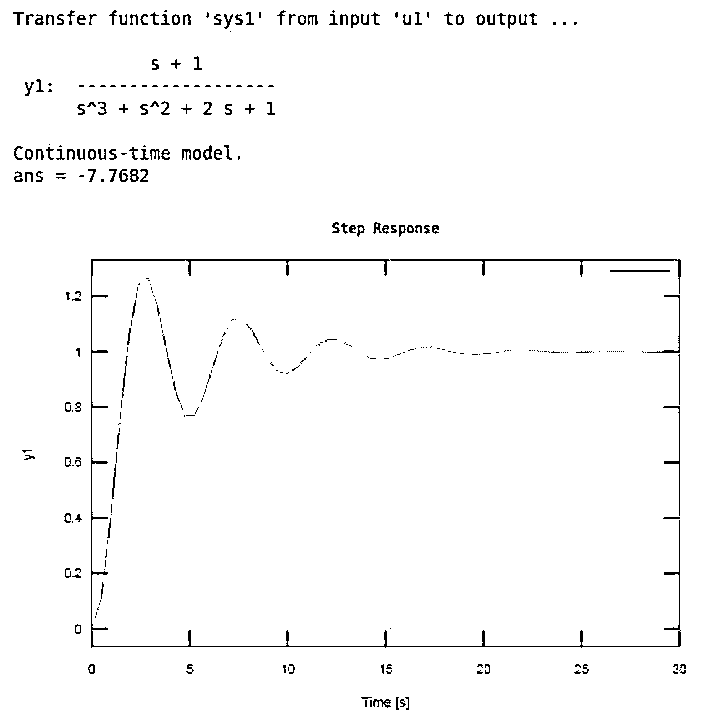 Transfer function 'sys1' from input 'u1' to output ...
s + 1
y1: -------------------
s^3 + s^2 + 2 s + 1
Continuous-time model.
ans = -7.7682
Step Response
1.2
1
0.8
0.6
0.4
0.2
0
y1
0 5 10 15 20 25 30
Time [s]